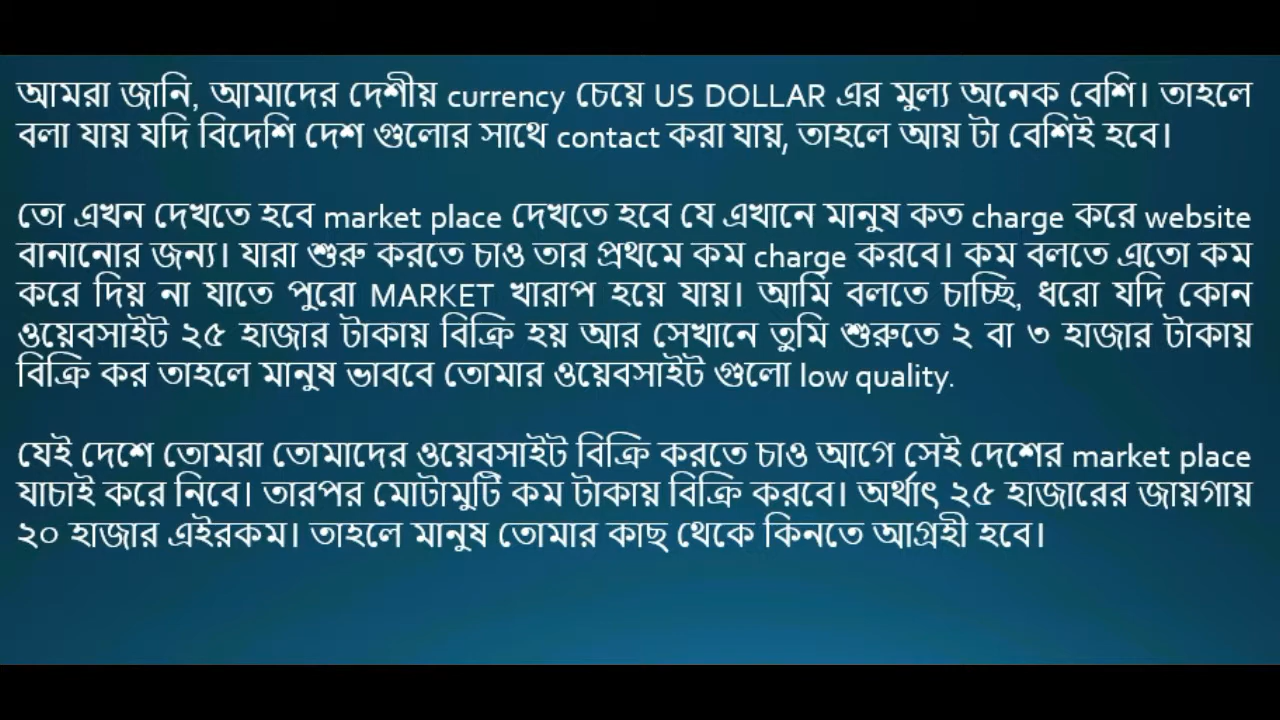 আমরা জানি, আমাদের দেশীয় currency চেয়ে US DOLLAR এর মুল্য অনেক বেশি। তাহলে
বলা যায় যদি বিদেশি দেশ গুলোর সাথে contact করা যায়, তাহলে আয় টা বেশিই হবে।
তো এখন দেখতে হবে market place দেখতে হবে যে এখানে মানুষ কত charge করে website
বানানোর জন্য। যারা শুরু করতে চাও তার প্রথমে কম charge করবে। কম বলতে এতো কম
করে দিয় না যাতে পুরো MARKET খারাপ হয়ে যায়। আমি বলতে চাচ্ছি, ধরো যদি কোন
ওয়েবসাইট ২৫ হাজার টাকায় বিক্রি হয় আর সেখানে তুমি শুরুতে ২ বা ৩ হাজার টাকায়
বিক্রি কর তাহলে মানুষ ভাববে তোমার ওয়েবসাইট গুলো low quality.
যেই দেশে তোমরা তোমাদের ওয়েবসাইট বিক্রি করতে চাও আগে সেই দেশের market place
যাচাই করে নিবে। তারপর মোটামুটি কম টাকায় বিক্রি করবে। অর্থাৎ ২৫ হাজারের জায়গায়
২০ হাজার এইরকম। তাহলে মানুষ তোমার কাছ থেকে কিনতে আগ্রহী হবে।